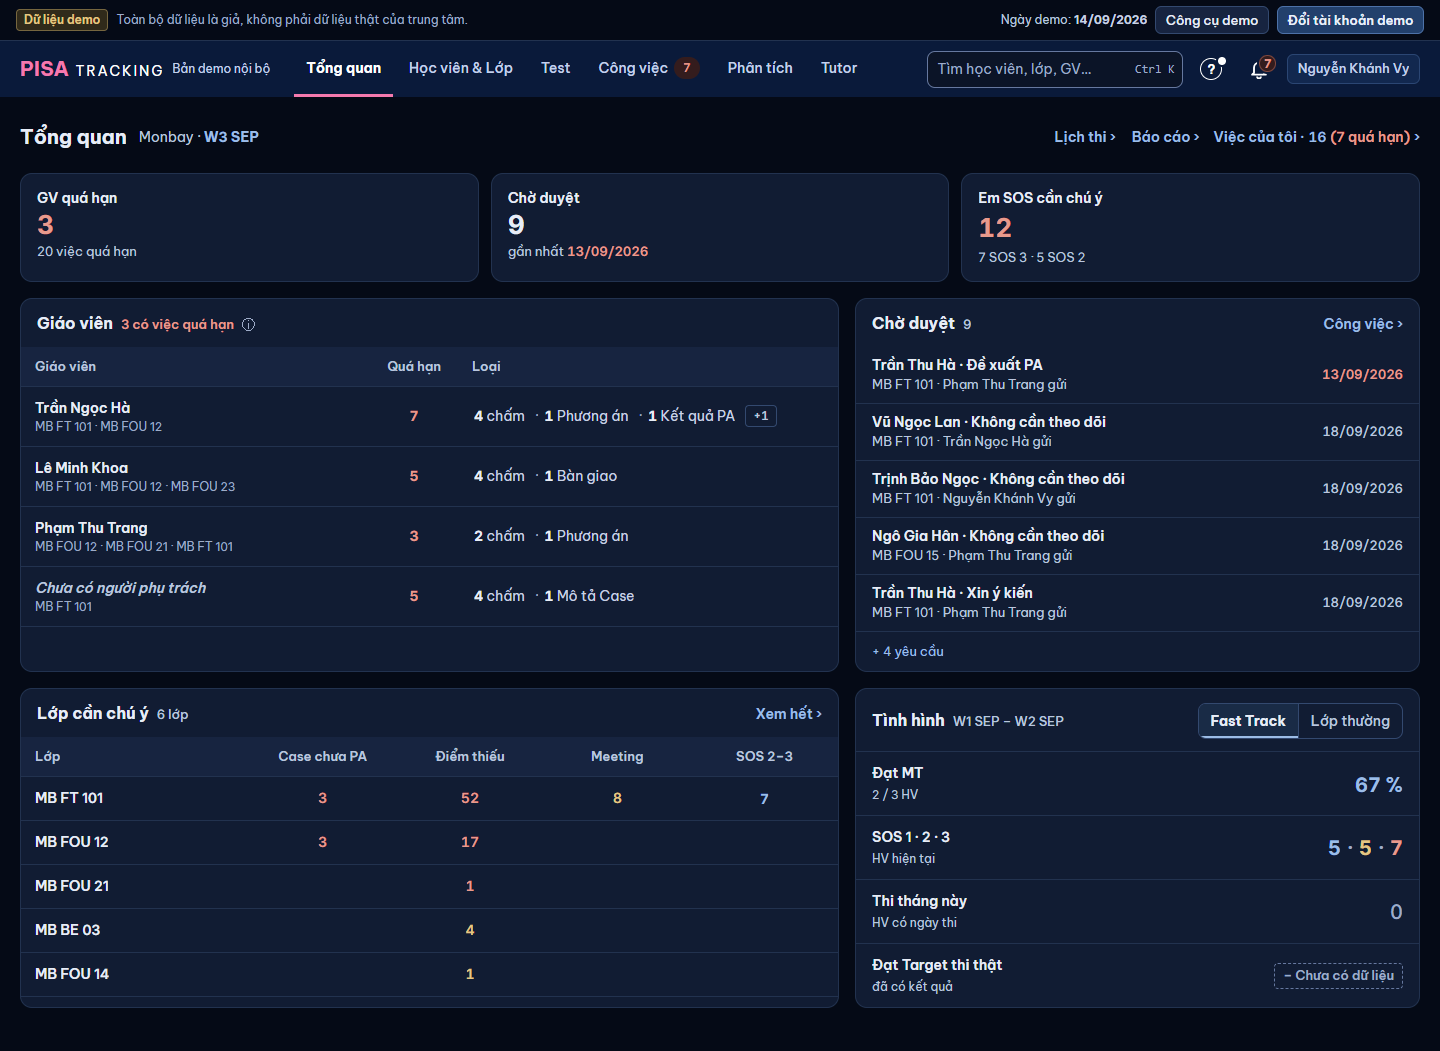 Dữ liệu demo Toàn bộ dữ liệu là giả, không phải dữ liệu thật của trung tâm. Ngày demo: 14/09/2026 Công cụ demo Đổi tài khoản demo
PISA TRACKING Bản demo nội bộ Tổng quan Học viên & Lớp Test Công việc 7 Phân tích Tutor Tìm học viên, lớp, GV... Ctrl K ? 7 Nguyễn Khánh Vy
Tổng quan Monbay · W3 SEP Lịch thi › Báo cáo › Việc của tôi · 16 (7 quá hạn) ›
GV quá hạn
3
20 việc quá hạn
Chờ duyệt
9
gần nhất 13/09/2026
Em SOS cần chú ý
12
7 SOS 3 · 5 SOS 2
Giáo viên 3 có việc quá hạn ⓘ
Giáo viên Quá hạn Loại
Trần Ngọc Hà
MB FT 101 · MB FOU 12
7 4 chấm · 1 Phương án · 1 Kết quả PA +1
Lê Minh Khoa
MB FT 101 · MB FOU 12 · MB FOU 23
5 4 chấm · 1 Bàn giao
Phạm Thu Trang
MB FOU 12 · MB FOU 21 · MB FT 101
3 2 chấm · 1 Phương án
Chưa có người phụ trách
MB FT 101
5 4 chấm · 1 Mô tả Case
Chờ duyệt 9 Công việc ›
Trần Thu Hà · Đề xuất PA
MB FT 101 · Phạm Thu Trang gửi
13/09/2026
Vũ Ngọc Lan · Không cần theo dõi
MB FT 101 · Trần Ngọc Hà gửi
18/09/2026
Trịnh Bảo Ngọc · Không cần theo dõi
MB FT 101 · Nguyễn Khánh Vy gửi
18/09/2026
Ngô Gia Hân · Không cần theo dõi
MB FOU 15 · Phạm Thu Trang gửi
18/09/2026
Trần Thu Hà · Xin ý kiến
MB FT 101 · Phạm Thu Trang gửi
18/09/2026
+ 4 yêu cầu
Lớp cần chú ý 6 lớp Xem hết ›
Lớp Case chưa PA Điểm thiếu Meeting SOS 2–3
MB FT 101 3 52 8 7
MB FOU 12 3 17
MB FOU 21 1
MB BE 03 4
MB FOU 14 1
Tình hình W1 SEP – W2 SEP Fast Track Lớp thường
Đạt MT
2 / 3 HV
67 %
SOS 1 · 2 · 3
HV hiện tại
5 · 5 · 7
Thi tháng này
HV có ngày thi
0
Đạt Target thi thật
đã có kết quả
– Chưa có dữ liệu